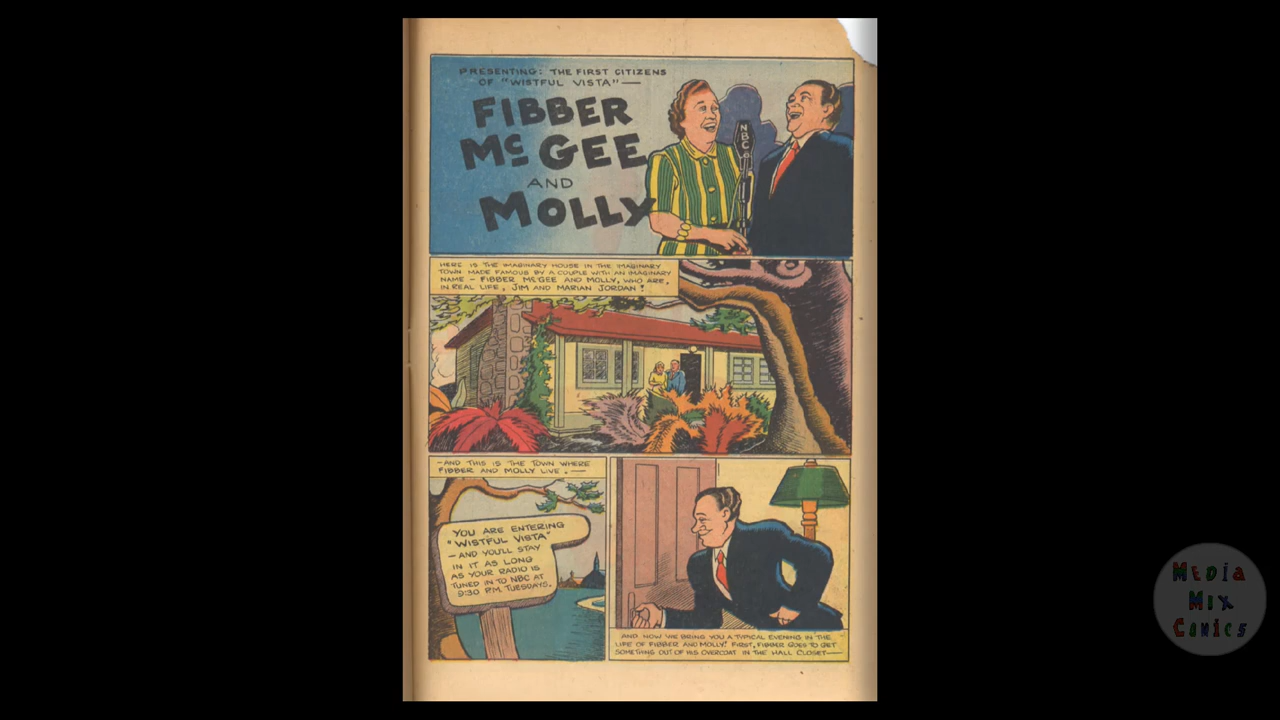 PRESENTING: THE FIRST CITIZENS
OF "WISTFUL VISTA"—
FIBBER
McGEE
AND
MOLLY
NBC
HERE IS THE IMAGINARY HOUSE IN THE IMAGINARY
TOWN MADE FAMOUS BY A COUPLE WITH AN IMAGINARY
NAME - FIBBER McGEE AND MOLLY, WHO ARE,
IN REAL LIFE, JIM AND MARIAN JORDAN!
-AND THIS IS THE TOWN WHERE
FIBBER AND MOLLY LIVE.—
YOU ARE ENTERING
"WISTFUL VISTA"
-AND YOU'LL STAY
IN IT AS LONG
AS YOUR RADIO IS
TUNED IN TO NBC AT
9:30 P.M. TUESDAYS.
AND NOW WE BRING YOU A TYPICAL EVENING IN THE
LIFE OF FIBBER AND MOLLY! FIRST, FIBBER GOES TO GET
SOMETHING OUT OF HIS OVERCOAT IN THE HALL CLOSET—
MEDIA
MIX
COMICS